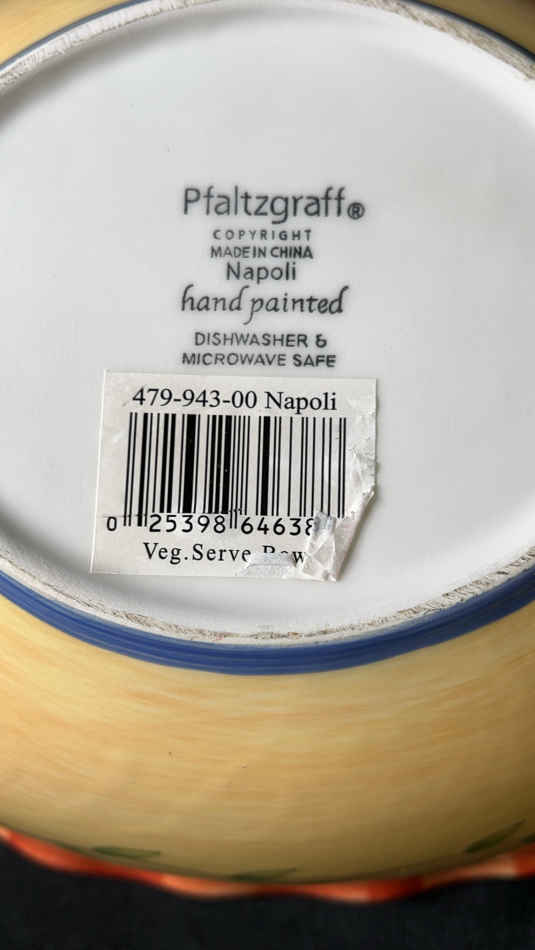 Pfaltzgraff®
COPYRIGHT
MADE IN CHINA
Napoli
hand painted
DISHWASHER &
MICROWAVE SAFE
479-943-00 Napoli
0 25398 64638
Veg.Serve